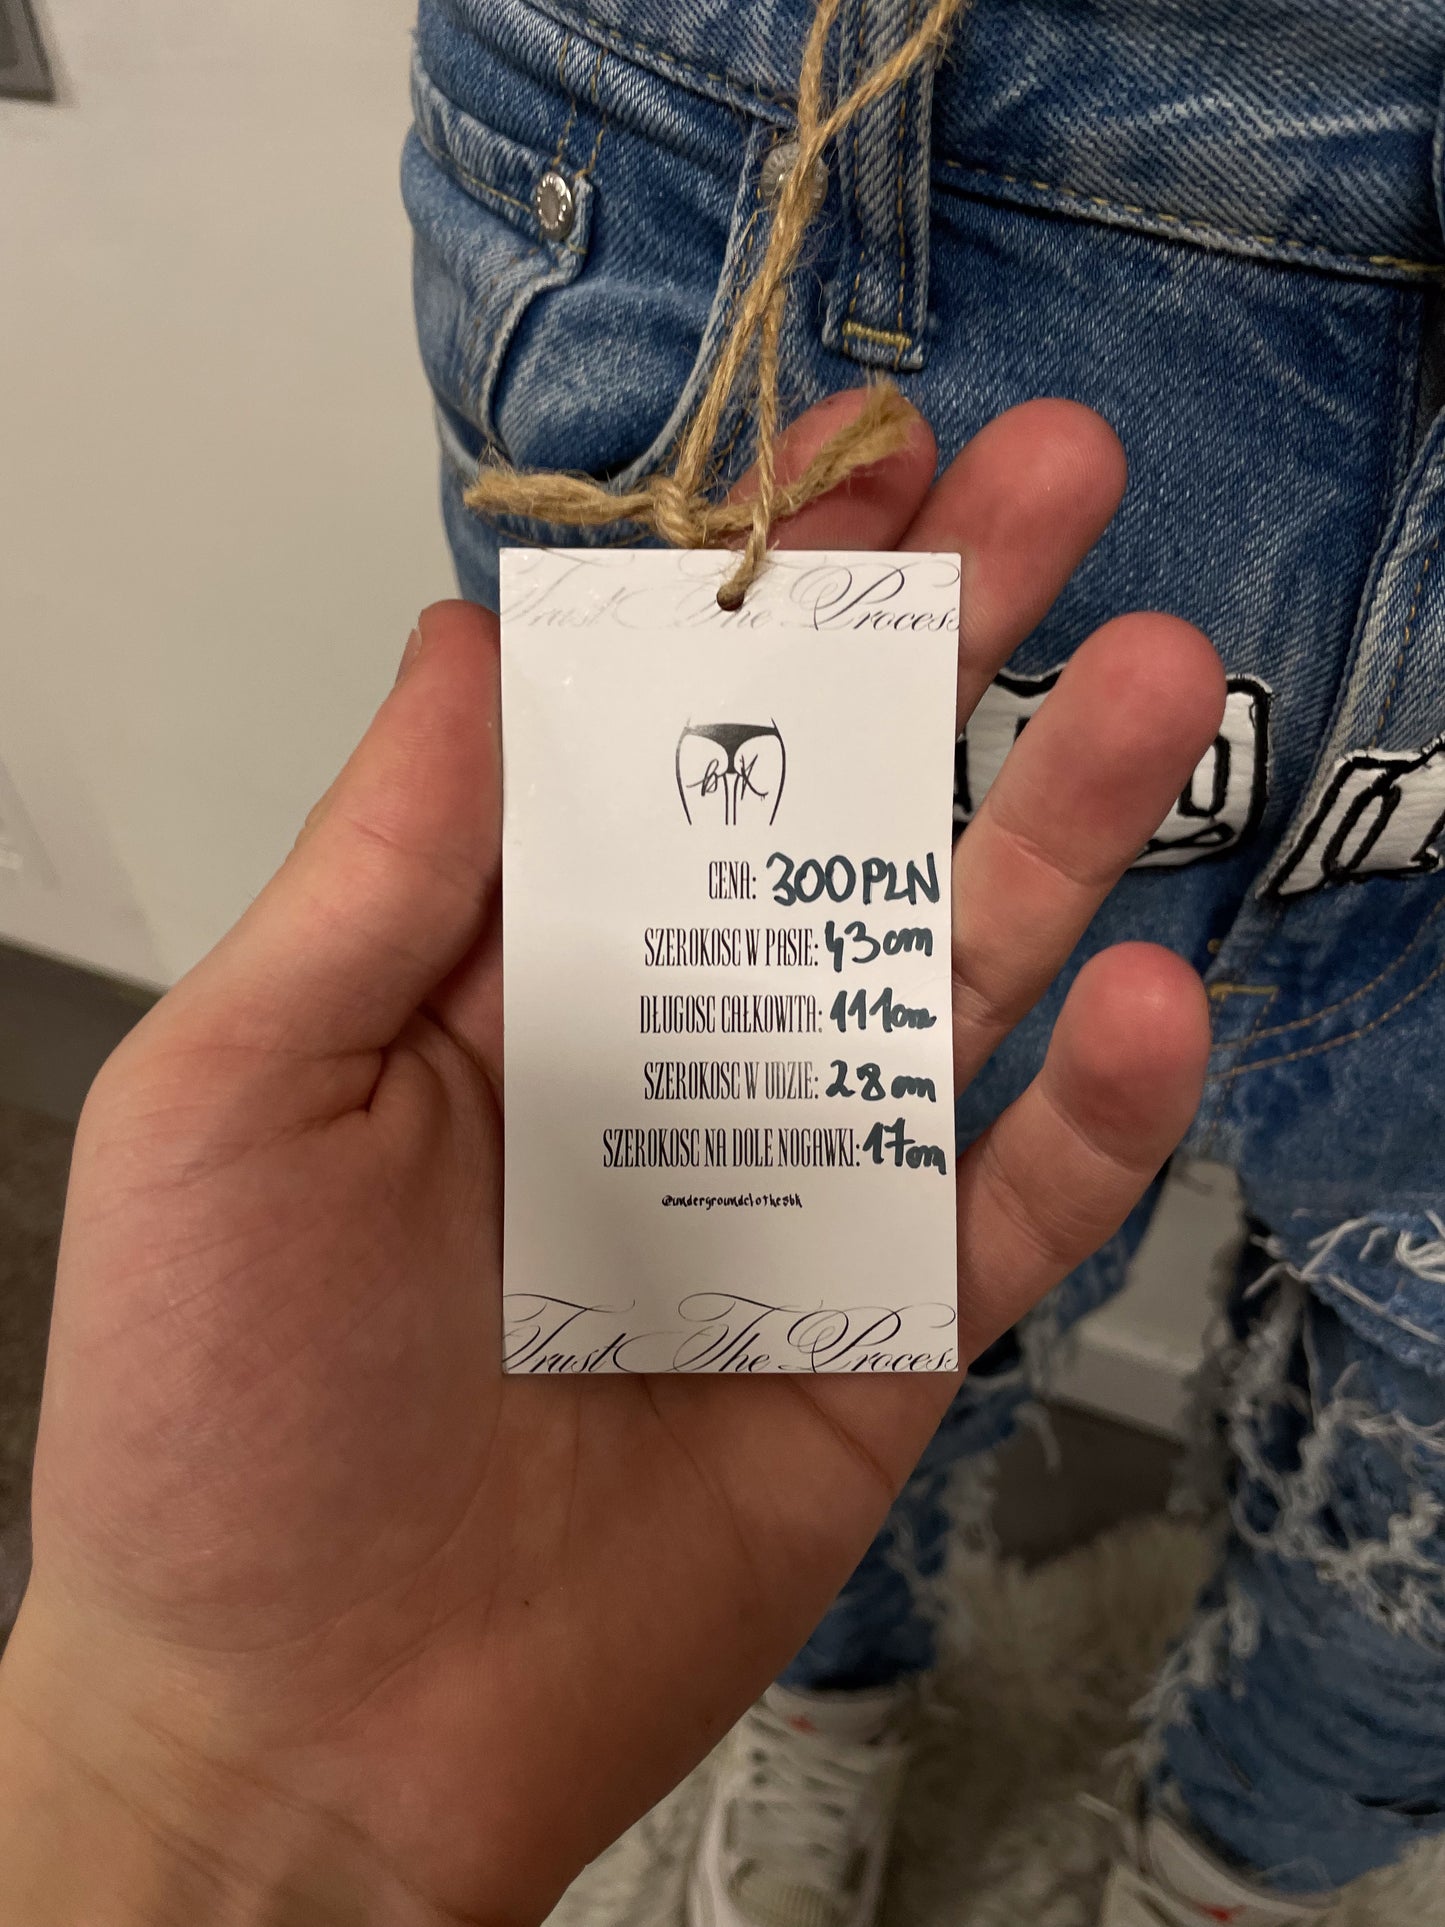 Trust The Process
B K
CENA: 300 PLN
SZEROKOSC W PASIE: 43 cm
DŁUGOSC CAŁKOWITA: 111 cm
SZEROKOSC W UDZIE: 28 cm
SZEROKOSC NA DOLE NOGAWKI: 17 cm
@undergroundclothesbk
Trust The Process